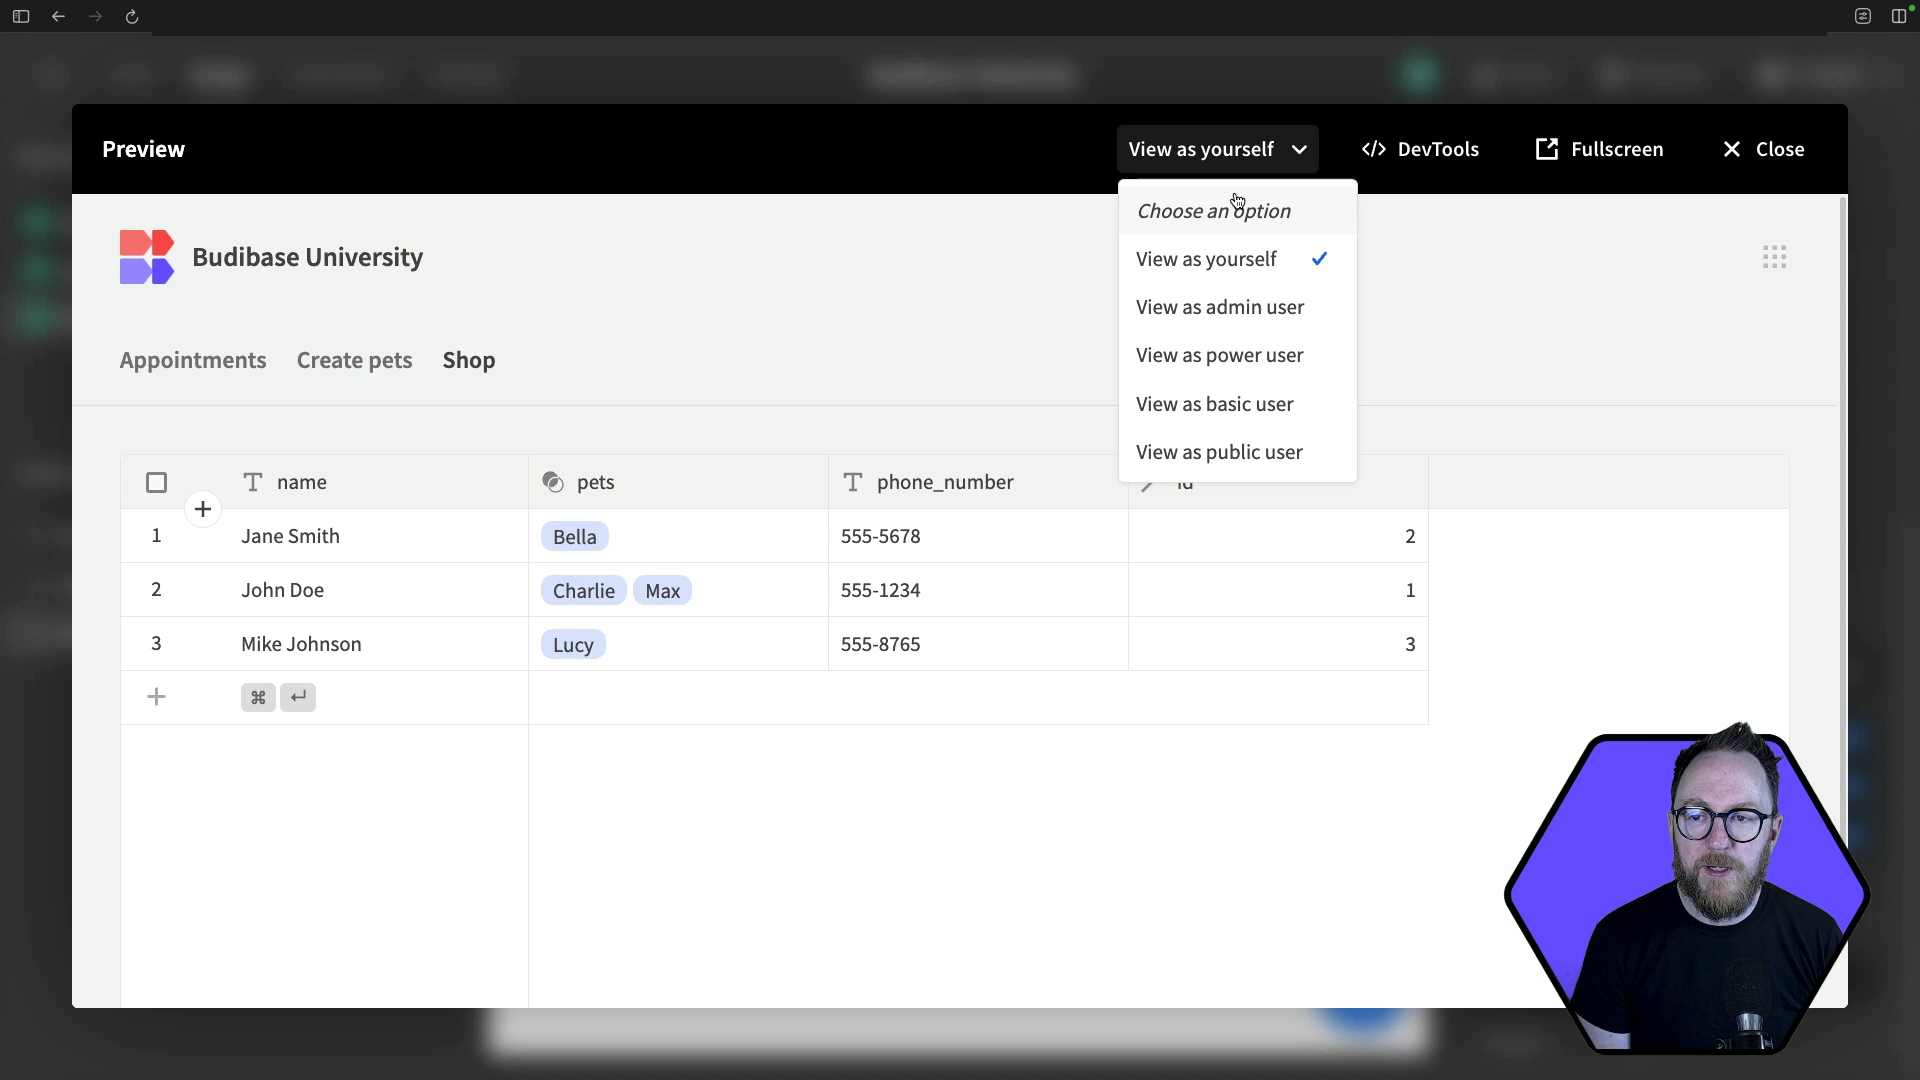 Preview
View as yourself
DevTools
Fullscreen
Close
Choose an option
View as yourself
View as admin user
View as power user
View as basic user
View as public user
Budibase University
Appointments
Create pets
Shop
name
pets
phone_number
id
1
Jane Smith
Bella
555-5678
2
2
John Doe
Charlie
Max
555-1234
1
3
Mike Johnson
Lucy
555-8765
3